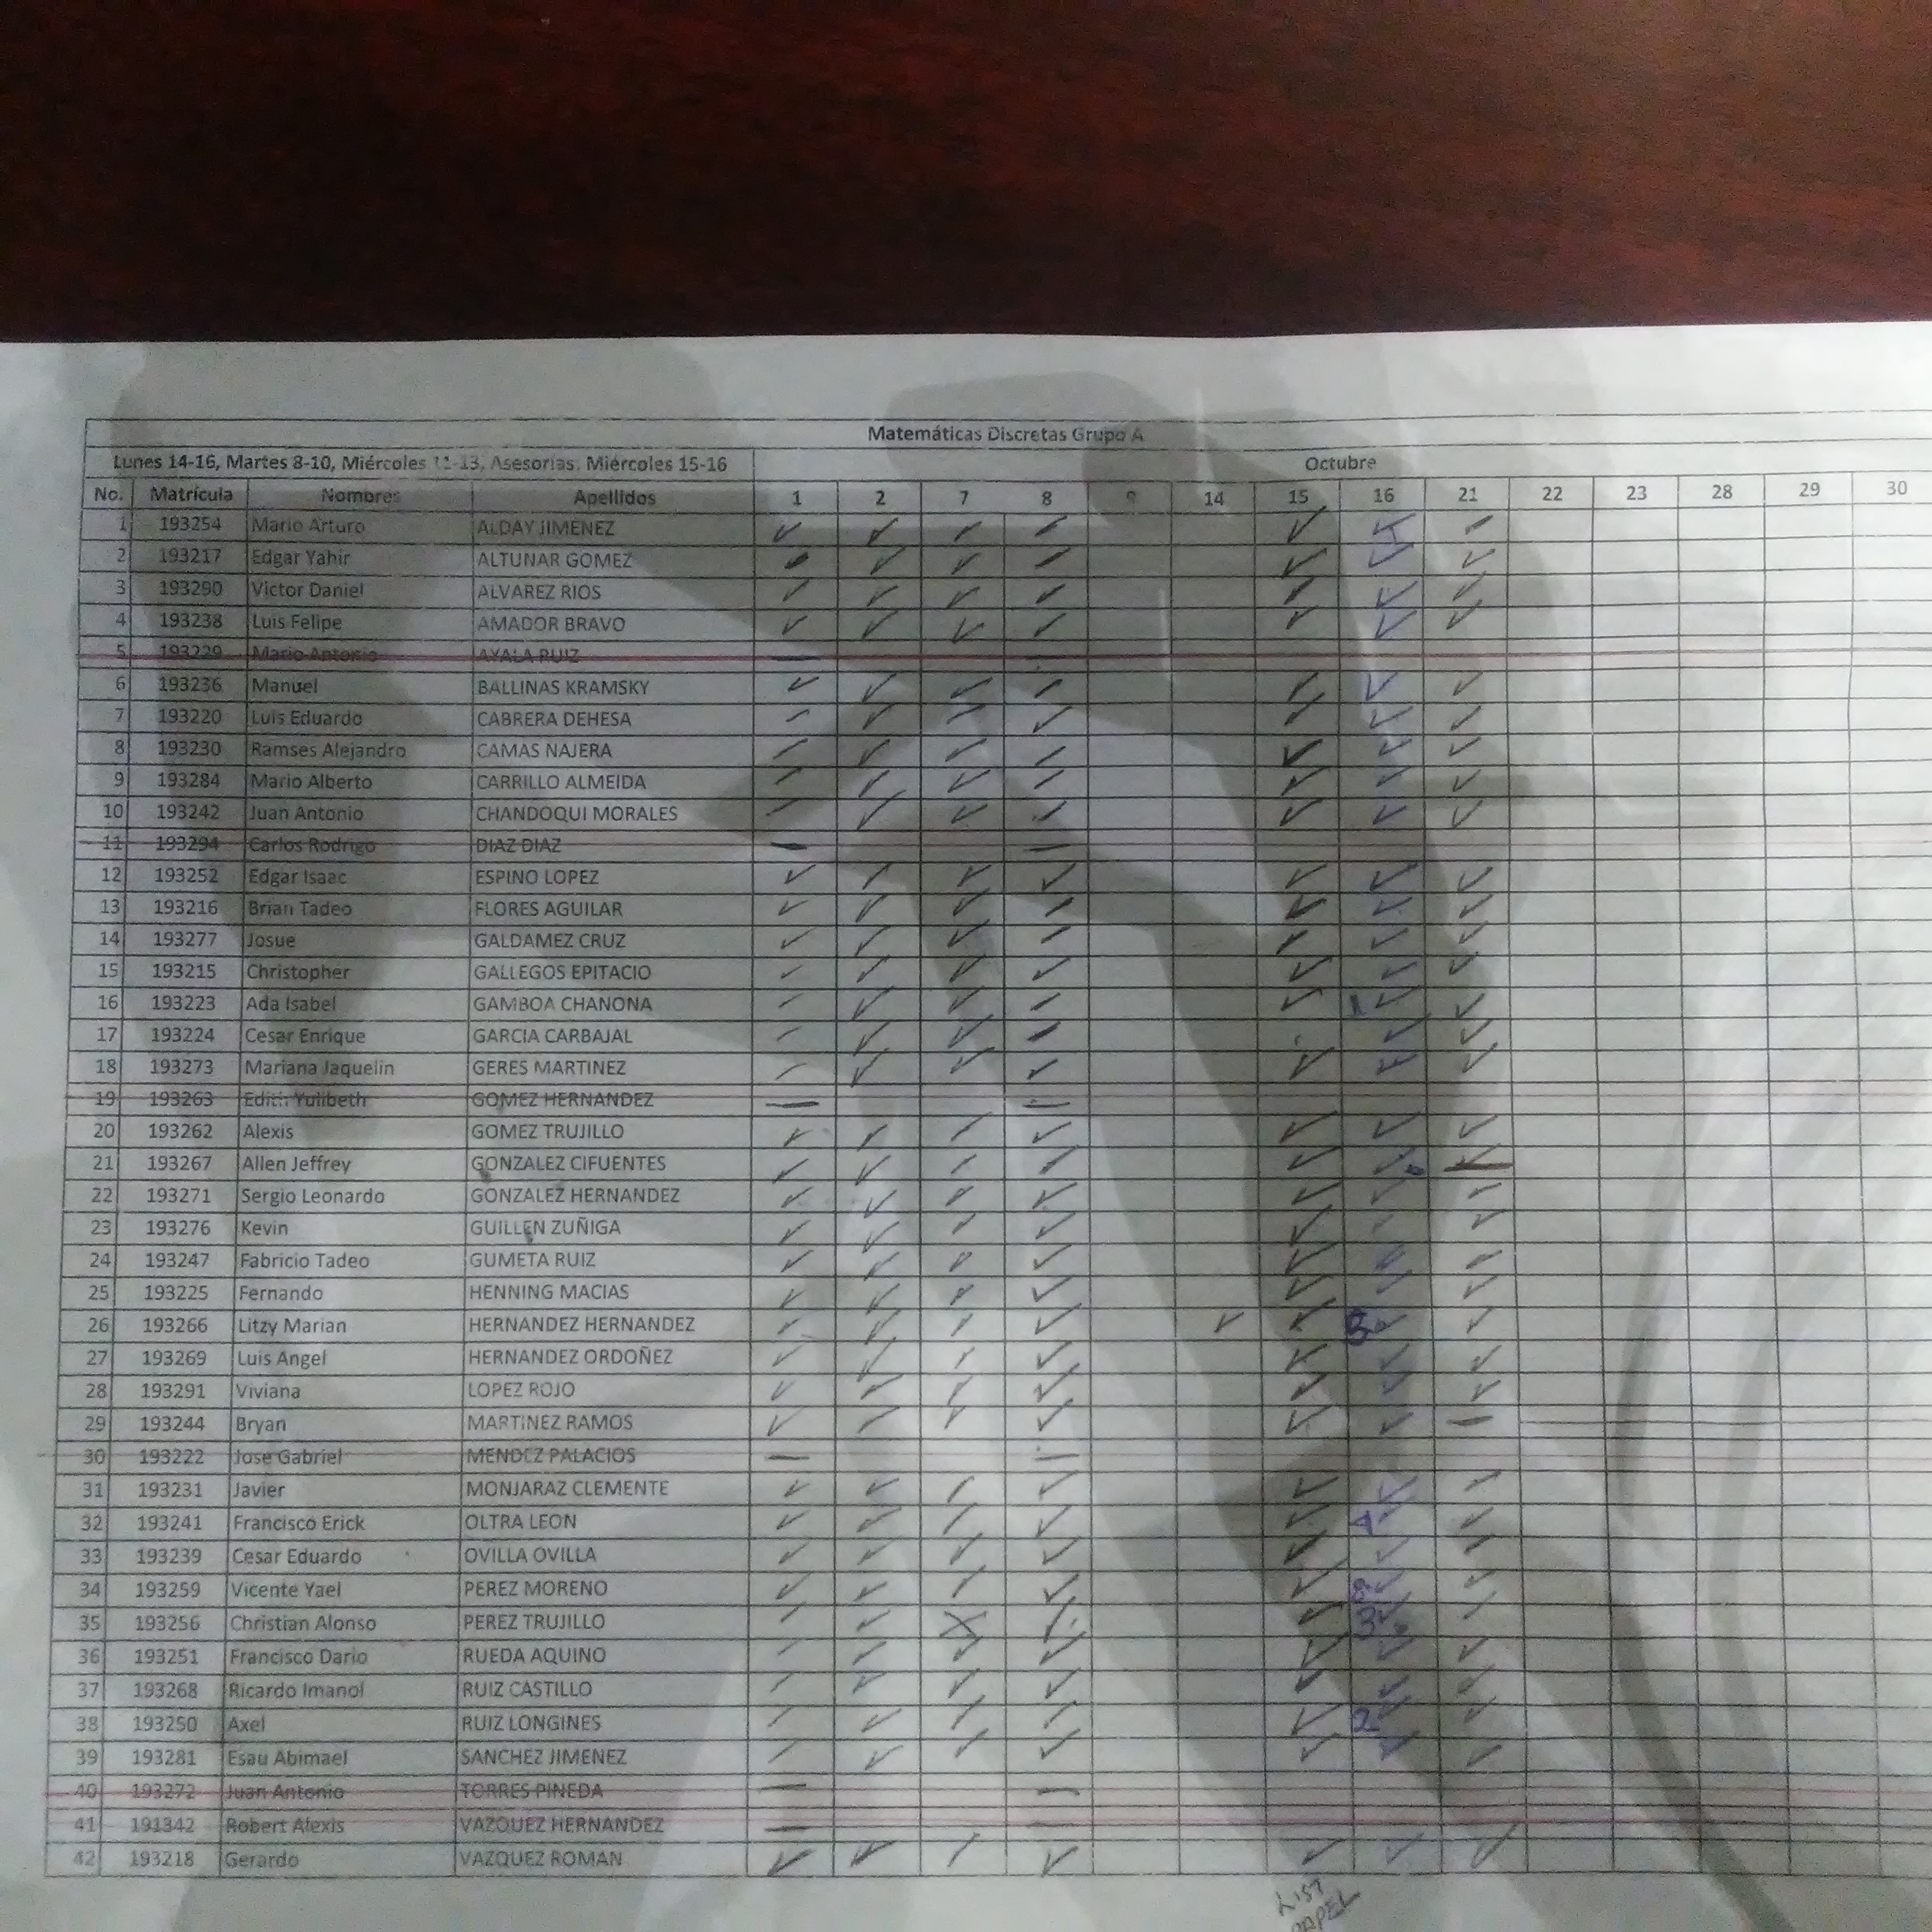 Matemáticas Discretas Grupo A
Lunes 14-16, Martes 8-10, Miércoles 11-13, Asesorías, Miércoles 15-16 Octubre
No. Matrícula Nombres Apellidos 1 2 7 8 9 14 15 16 21 22 23 28 29 30
1 193254 Mario Arturo ALDAY JIMENEZ
2 193217 Edgar Yahir ALTUNAR GOMEZ
3 193290 Victor Daniel ALVAREZ RIOS
4 193238 Luis Felipe AMADOR BRAVO
5 193229 Mario Antonio AYALA RUIZ
6 193236 Manuel BALLINAS KRAMSKY
7 193220 Luis Eduardo CABRERA DEHESA
8 193230 Ramses Alejandro CAMAS NAJERA
9 193284 Mario Alberto CARRILLO ALMEIDA
10 193242 Juan Antonio CHANDOQUI MORALES
11 193294 Carlos Rodrigo DIAZ DIAZ
12 193252 Edgar Isaac ESPINO LOPEZ
13 193216 Brian Tadeo FLORES AGUILAR
14 193277 Josue GALDAMEZ CRUZ
15 193215 Christopher GALLEGOS EPITACIO
16 193223 Ada Isabel GAMBOA CHANONA 1
17 193224 Cesar Enrique GARCIA CARBAJAL
18 193273 Mariana Jaquelin GERES MARTINEZ
19 193263 Edith Yulibeth GOMEZ HERNANDEZ
20 193262 Alexis GOMEZ TRUJILLO
21 193267 Allen Jeffrey GONZALEZ CIFUENTES
22 193271 Sergio Leonardo GONZALEZ HERNANDEZ
23 193276 Kevin GUILLEN ZUÑIGA
24 193247 Fabricio Tadeo GUMETA RUIZ
25 193225 Fernando HENNING MACIAS
26 193266 Litzy Marian HERNANDEZ HERNANDEZ
27 193269 Luis Angel HERNANDEZ ORDOÑEZ
28 193291 Viviana LOPEZ ROJO
29 193244 Bryan MARTINEZ RAMOS
30 193222 Jose Gabriel MENDEZ PALACIOS
31 193231 Javier MONJARAZ CLEMENTE
32 193241 Francisco Erick OLTRA LEON 4
33 193239 Cesar Eduardo OVILLA OVILLA
34 193259 Vicente Yael PEREZ MORENO
35 193256 Christian Alonso PEREZ TRUJILLO 3
36 193251 Francisco Dario RUEDA AQUINO
37 193268 Ricardo Imanol RUIZ CASTILLO
38 193250 Axel RUIZ LONGINES 2
39 193281 Esau Abimael SANCHEZ JIMENEZ
40 193272 Juan Antonio TORRES PINEDA
41 191342 Robert Alexis VAZQUEZ HERNANDEZ
42 193218 Gerardo VAZQUEZ ROMAN